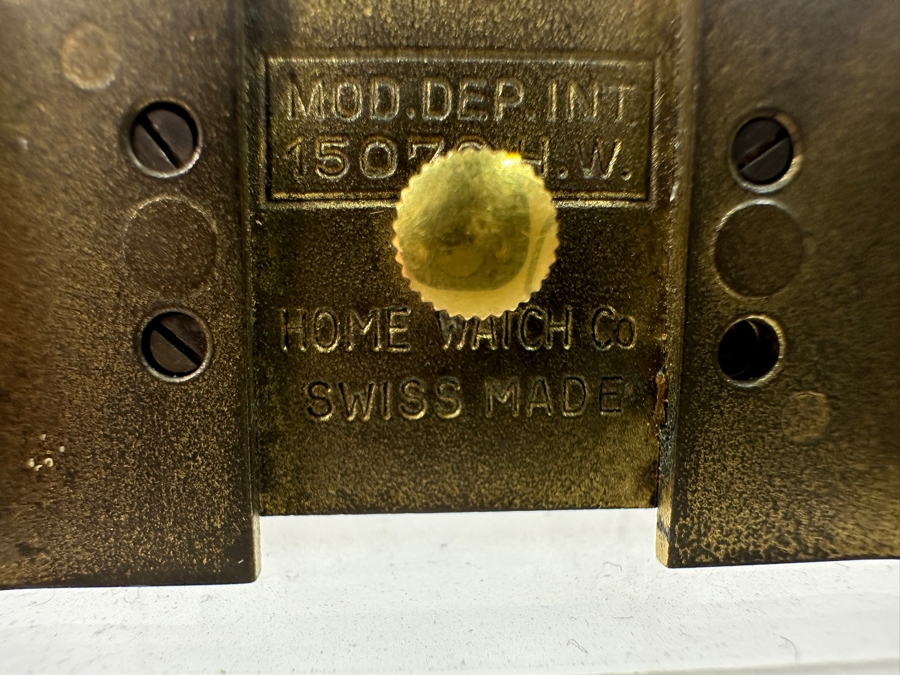 MOD.DEP.INT.
H.W.
HOME WATCH Co
SWISS MADE